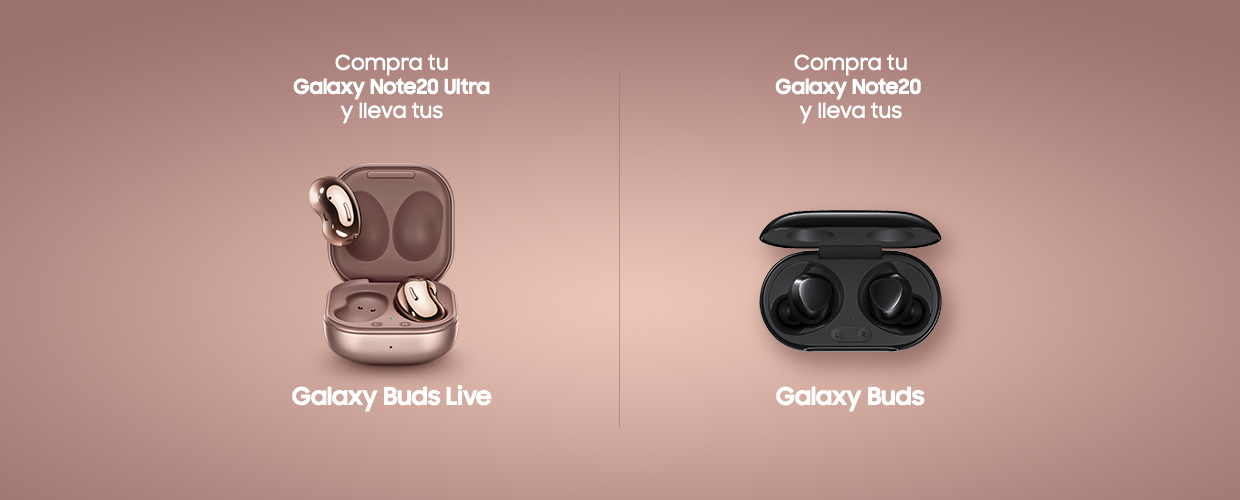 Compra tu
Galaxy Note20 Ultra
y lleva tus
Galaxy Buds Live
Compra tu
Galaxy Note20
y lleva tus
L R
Galaxy Buds